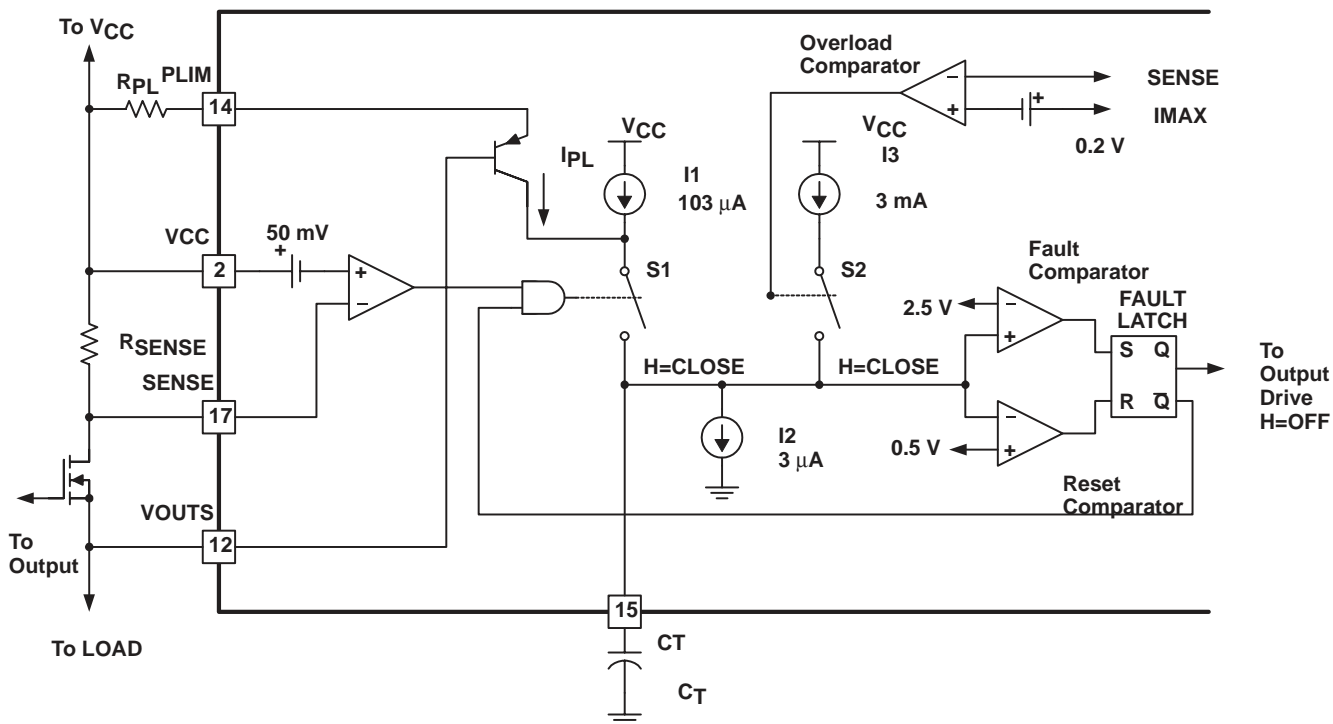 To VCC
RPL
PLIM
14
Overload
Comparator
SENSE
IMAX
0.2 V
VCC
I1
103 µA
IPL
VCC
I3
3 mA
VCC
2
50 mV
+
+
−
S1
S2
Fault
Comparator
2.5 V
FAULT
LATCH
S Q
R Q̅
To
Output
Drive
H=OFF
RSENSE
SENSE
17
H=CLOSE
H=CLOSE
I2
3 µA
0.5 V
Reset
Comparator
VOUTS
12
To
Output
To LOAD
15
CT
CT
−
+
+
−
+
−
+